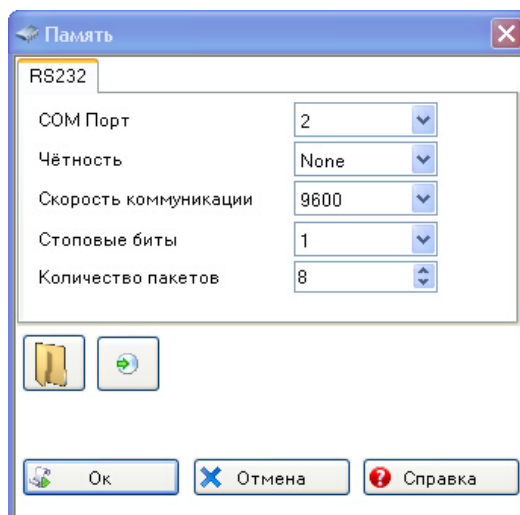 Память
RS232
COM Порт 2
Чётность None
Скорость коммуникации 9600
Стоповые биты 1
Количество пакетов 8
Ок Отмена Справка